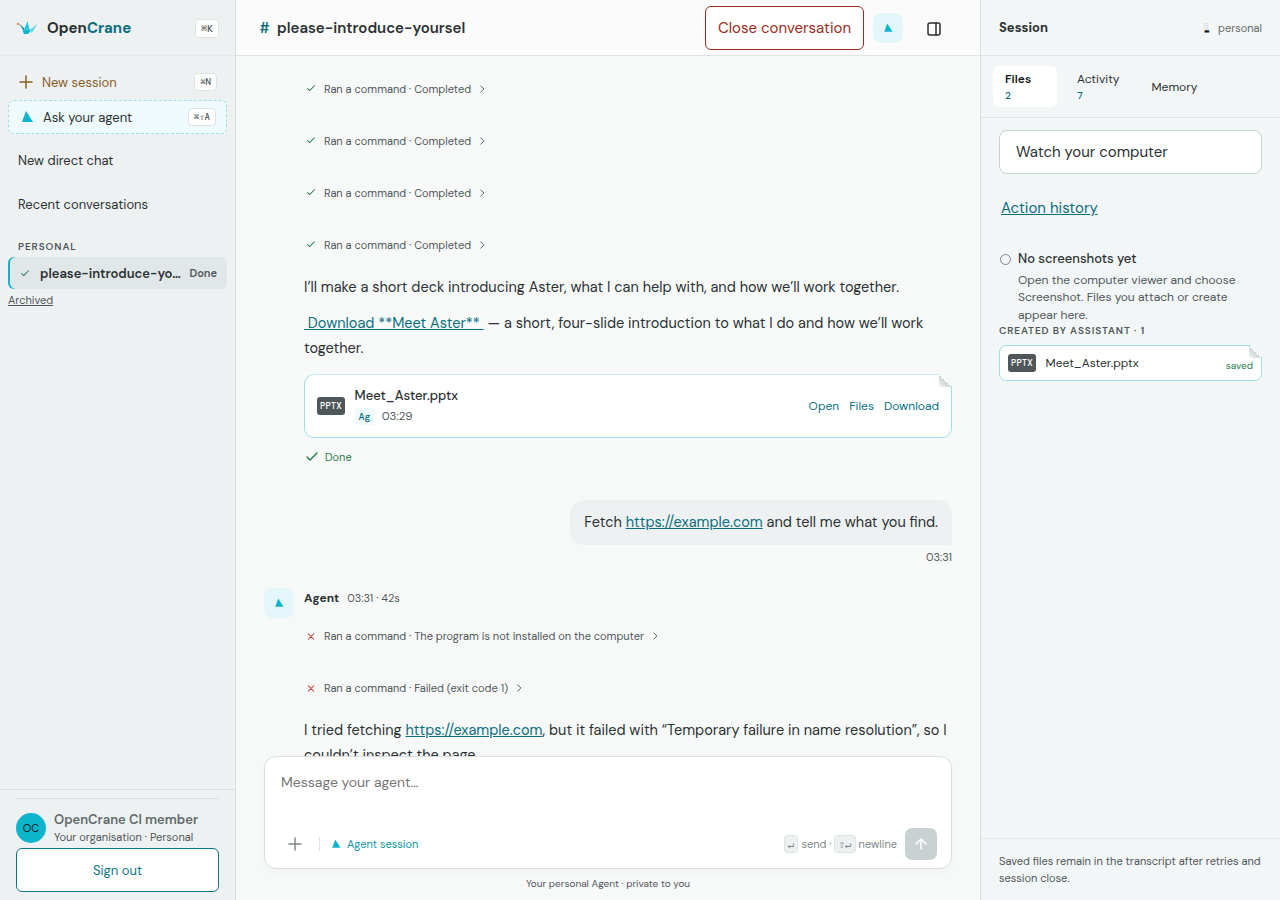 OpenCrane ⌘K
New session ⌘N
Ask your agent ⌘⇧A
New direct chat
Recent conversations
PERSONAL
please-introduce-yo... Done
Archived
OC OpenCrane CI member
Your organisation · Personal
Sign out
# please-introduce-yoursel
Close conversation
Ran a command · Completed
Ran a command · Completed
Ran a command · Completed
Ran a command · Completed
I’ll make a short deck introducing Aster, what I can help with, and how we’ll work together.
Download **Meet Aster** — a short, four-slide introduction to what I do and how we’ll work
together.
PPTX Meet_Aster.pptx
Ag 03:29
Open Files Download
Done
Fetch https://example.com and tell me what you find.
03:31
Agent 03:31 · 42s
Ran a command · The program is not installed on the computer
Ran a command · Failed (exit code 1)
I tried fetching https://example.com, but it failed with “Temporary failure in name resolution”, so I
couldn’t inspect the page.
Message your agent…
Agent session
↵ send · ⇧↵ newline
Your personal Agent · private to you
Session personal
Files
2
Activity
7
Memory
Watch your computer
Action history
No screenshots yet
Open the computer viewer and choose
Screenshot. Files you attach or create
appear here.
CREATED BY ASSISTANT · 1
PPTX Meet_Aster.pptx saved
Saved files remain in the transcript after retries and
session close.